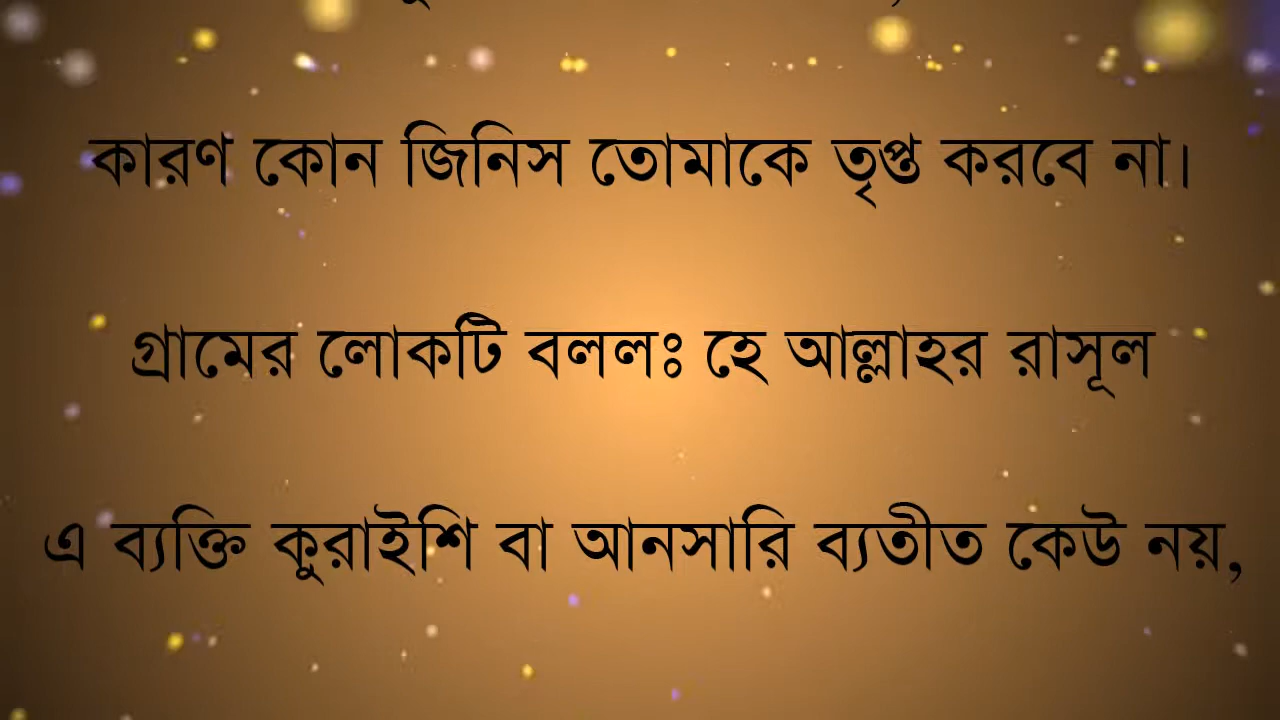 কারণ কোন জিনিস তোমাকে তৃপ্ত করবে না।
গ্রামের লোকটি বললঃ হে আল্লাহর রাসূল
এ ব্যক্তি কুরাইশি বা আনসারি ব্যতীত কেউ নয়,